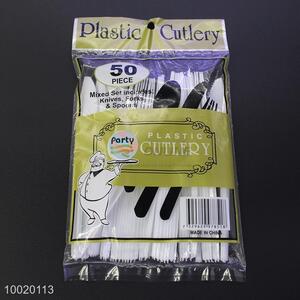 Plastic Cutlery
50
PIECE
Mixed Set includes:
Knives, Forks,
& Spoons
Party
PLASTIC
CUTLERY
MADE IN CHINA
10020113